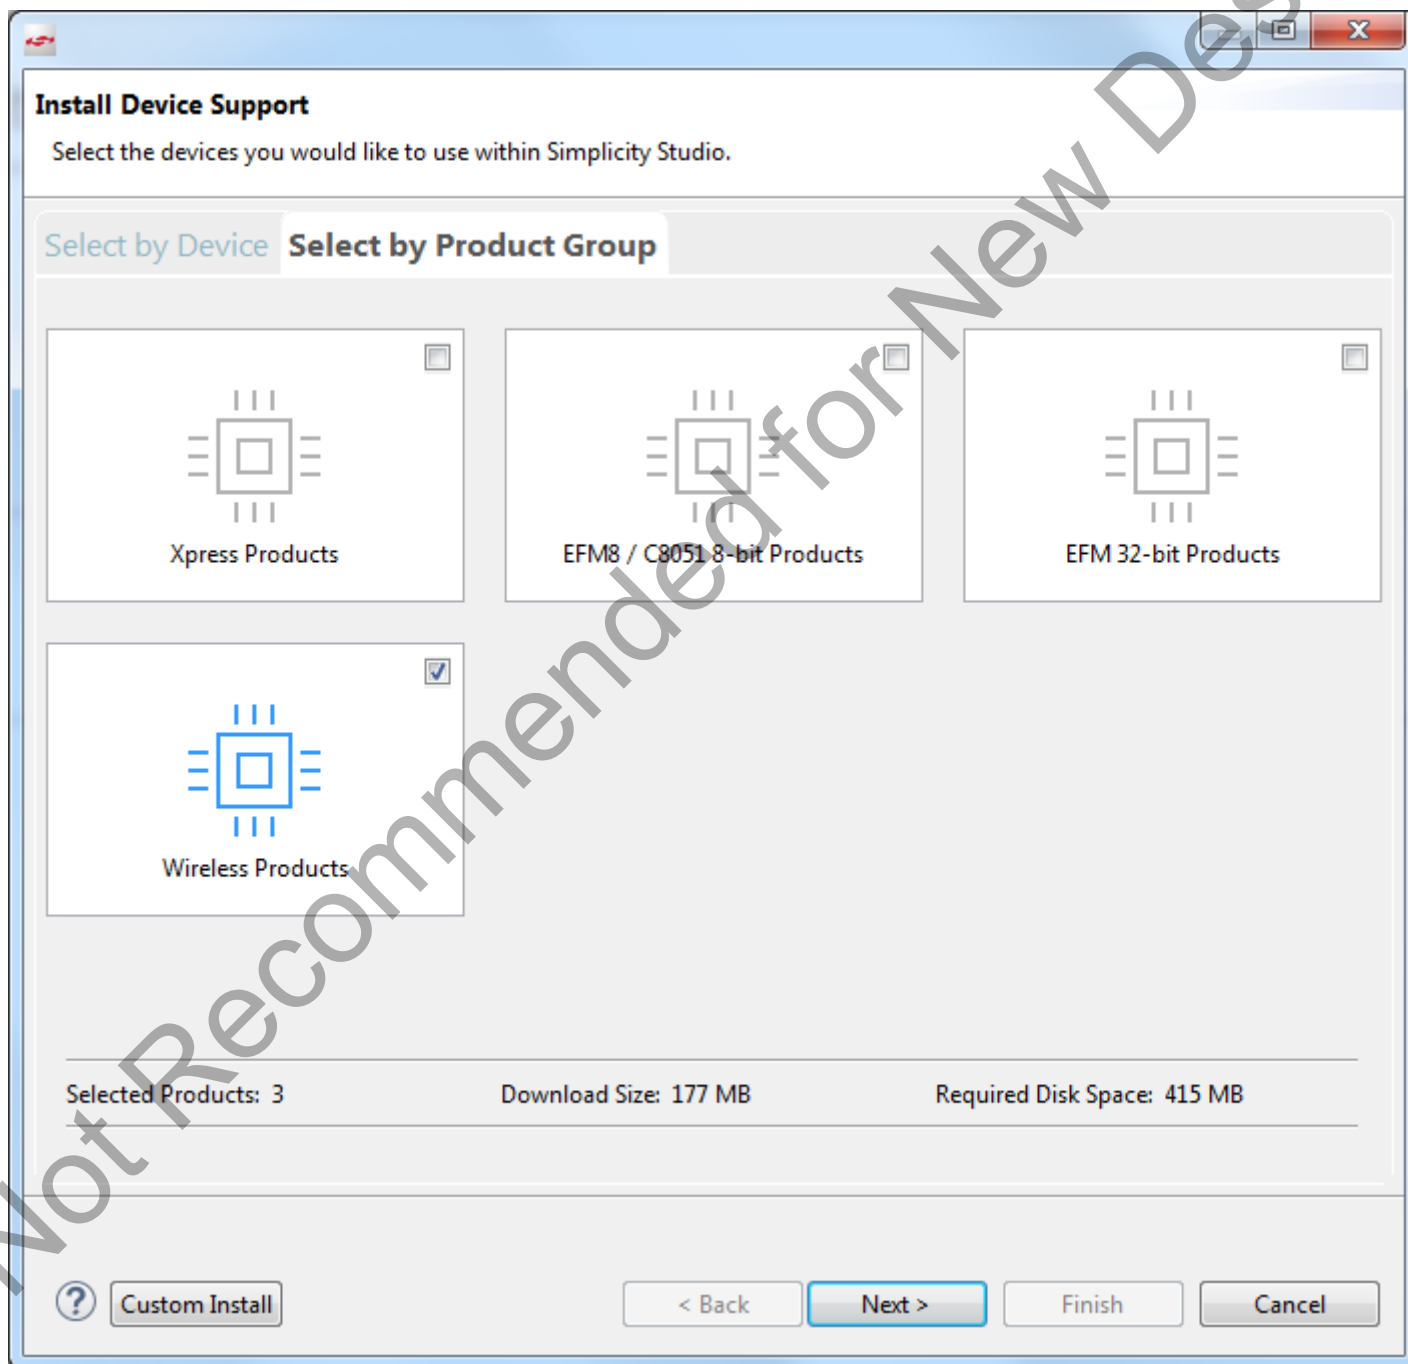 Install Device Support
Select the devices you would like to use within Simplicity Studio.
Select by Device Select by Product Group
Xpress Products
EFM8 / C8051 8-bit Products
EFM 32-bit Products
Wireless Products
Selected Products: 3 Download Size: 177 MB Required Disk Space: 415 MB
? Custom Install < Back Next > Finish Cancel
Not Recommended for New Des